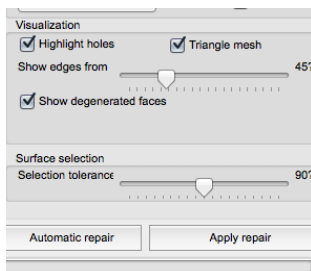 Visualization
Highlight holes Triangle mesh
Show edges from 45?
Show degenerated faces
Surface selection
Selection tolerance 90?
Automatic repair Apply repair